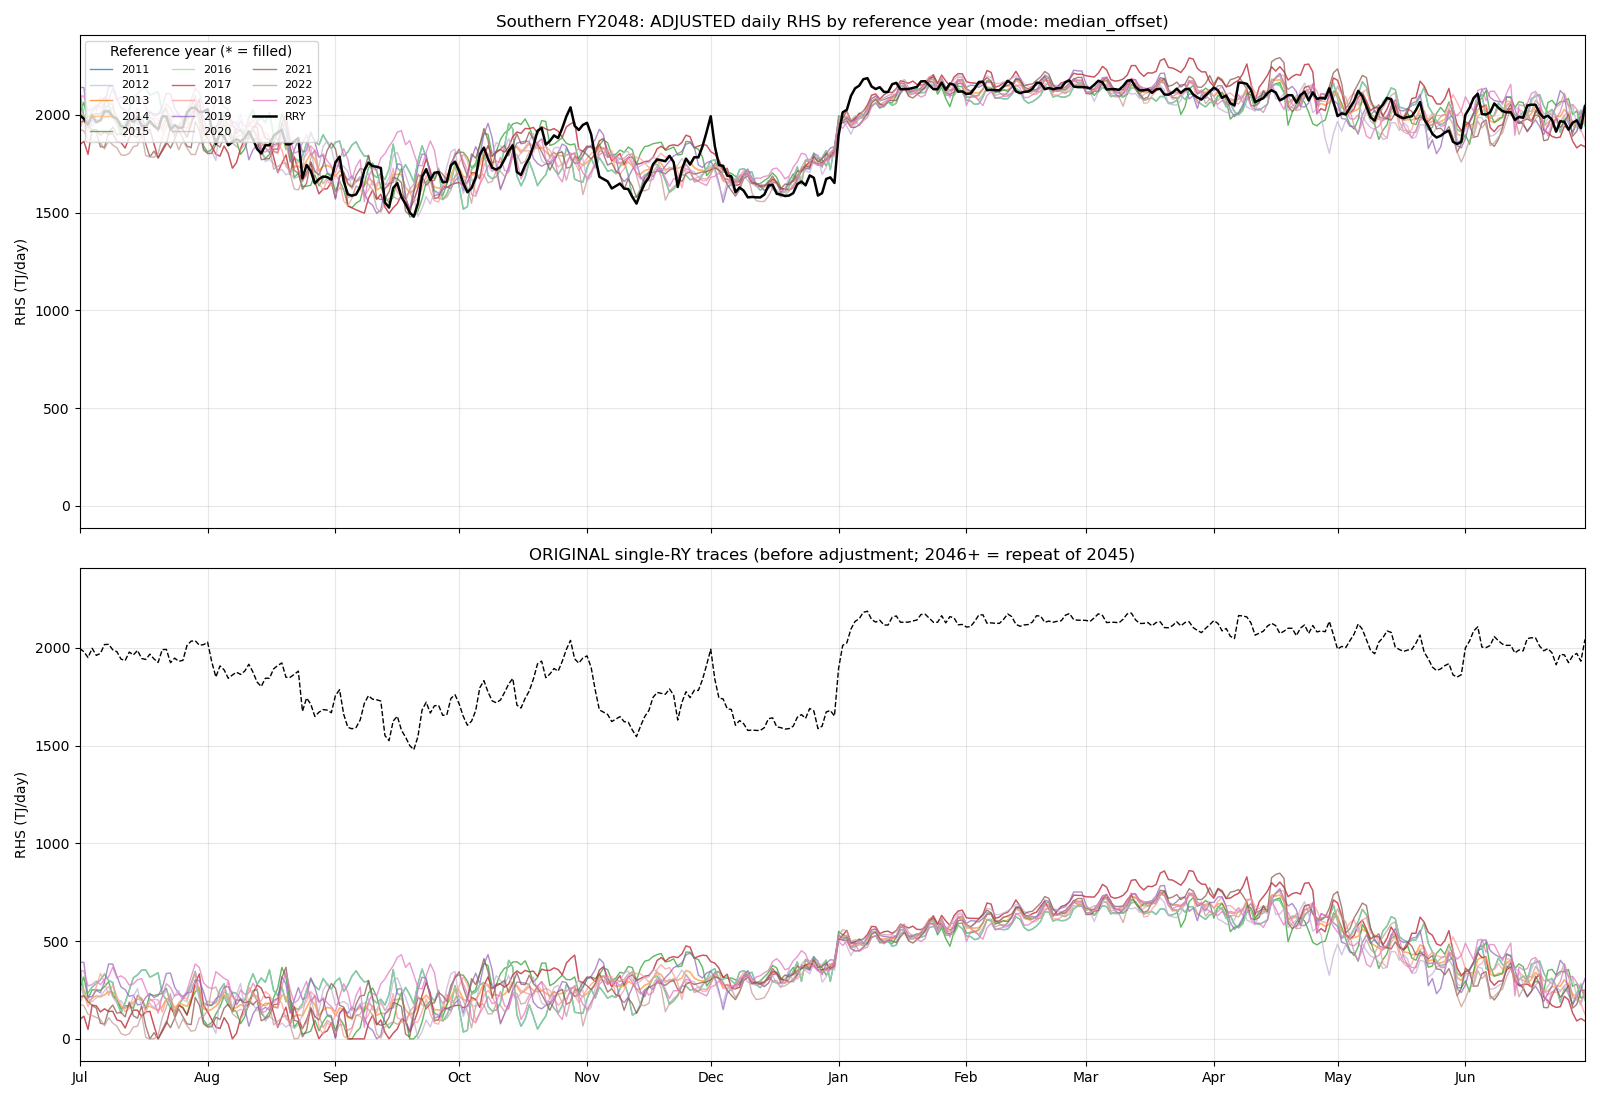 Southern FY2048: ADJUSTED daily RHS by reference year (mode: median_offset)
Reference year (* = filled)
2011 2016 2021
2012 2017 2022
2013 2018 2023
2014 2019 RRY
2015 2020
RHS (TJ/day)
2000
1500
1000
500
0
ORIGINAL single-RY traces (before adjustment; 2046+ = repeat of 2045)
RHS (TJ/day)
2000
1500
1000
500
0
Jul Aug Sep Oct Nov Dec Jan Feb Mar Apr May Jun